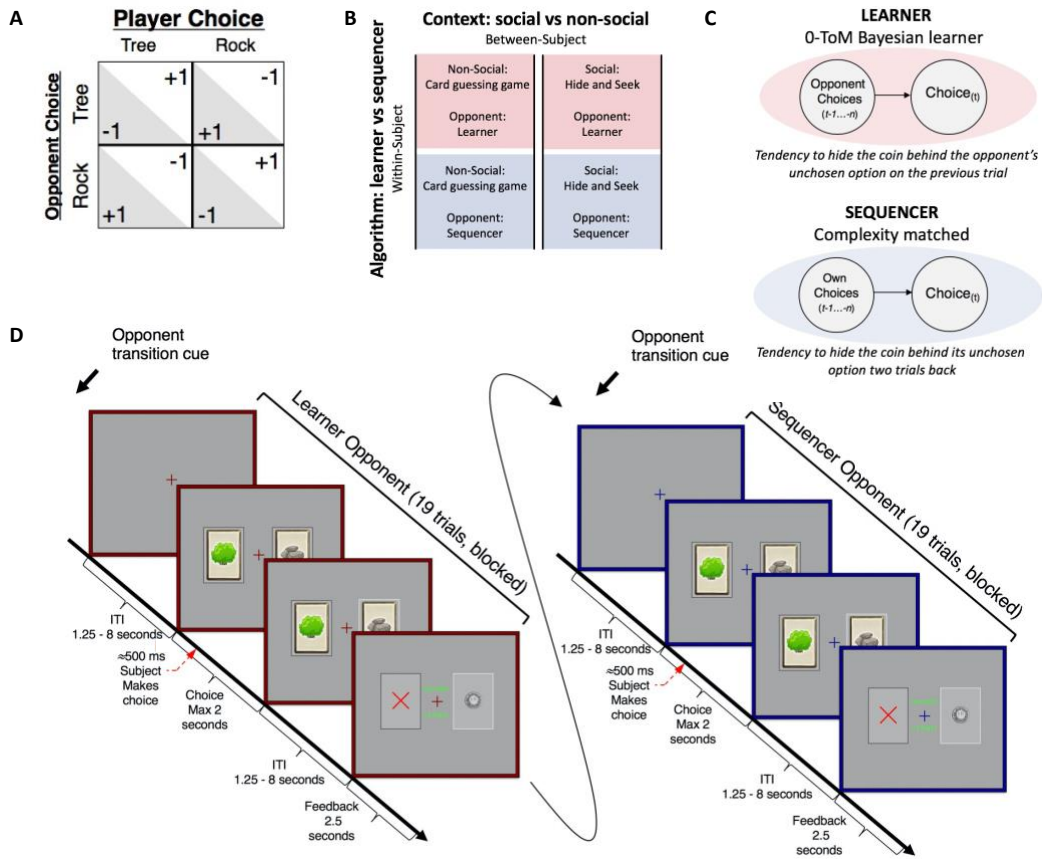 A
Player Choice
Tree
Rock
Opponent Choice
Tree
Rock
+1
-1
-1
+1
-1
+1
+1
-1
B
Context: social vs non-social
Between-Subject
Algorithm: learner vs sequencer
Within-Subject
Non-Social:
Card guessing game
Opponent:
Learner
Social:
Hide and Seek
Opponent:
Learner
Non-Social:
Card guessing game
Opponent:
Sequencer
Social:
Hide and Seek
Opponent:
Sequencer
C
LEARNER
0-ToM Bayesian learner
Opponent
Choices
(t-1...-n)
Choice(t)
Tendency to hide the coin behind the opponent's
unchosen option on the previous trial
SEQUENCER
Complexity matched
Own
Choices
(t-1...-n)
Choice(t)
Tendency to hide the coin behind its unchosen
option two trials back
D
Opponent
transition cue
Learner Opponent (19 trials, blocked)
ITI
1.25 - 8 seconds
≈500 ms
Subject
Makes
choice
Choice
Max 2
seconds
ITI
1.25 - 8 seconds
Feedback
2.5
seconds
Opponent
transition cue
Sequencer Opponent (19 trials, blocked)
ITI
1.25 - 8 seconds
≈500 ms
Subject
Makes
choice
Choice
Max 2
seconds
ITI
1.25 - 8 seconds
Feedback
2.5
seconds